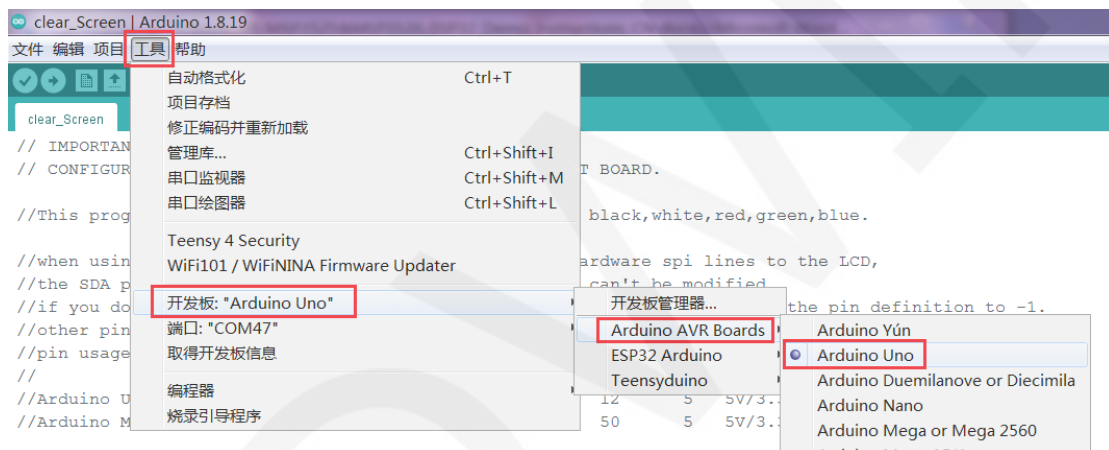 clear_Screen | Arduino 1.8.19
文件 编辑 项目 工具 帮助
自动格式化 Ctrl+T
项目存档
clear_Screen
修正编码并重新加载
// IMPORTAN
管理库... Ctrl+Shift+I
// CONFIGUR T BOARD.
串口监视器 Ctrl+Shift+M
串口绘图器 Ctrl+Shift+L
//This prog black,white,red,green,blue.
Teensy 4 Security
//when usin ardware spi lines to the LCD,
WiFi101 / WiFiNINA Firmware Updater
//the SDA p can't be modified
//if you do the pin definition to -1.
开发板: "Arduino Uno" 开发板管理器...
//other pin
端口: "COM47" Arduino AVR Boards Arduino Yún
//pin usage
取得开发板信息 ESP32 Arduino Arduino Uno
//
Teensyduino Arduino Duemilanove or Diecimila
编程器
//Arduino U 12 5 5V/3.
Arduino Nano
烧录引导程序
//Arduino M 50 5 5V/3.
Arduino Mega or Mega 2560